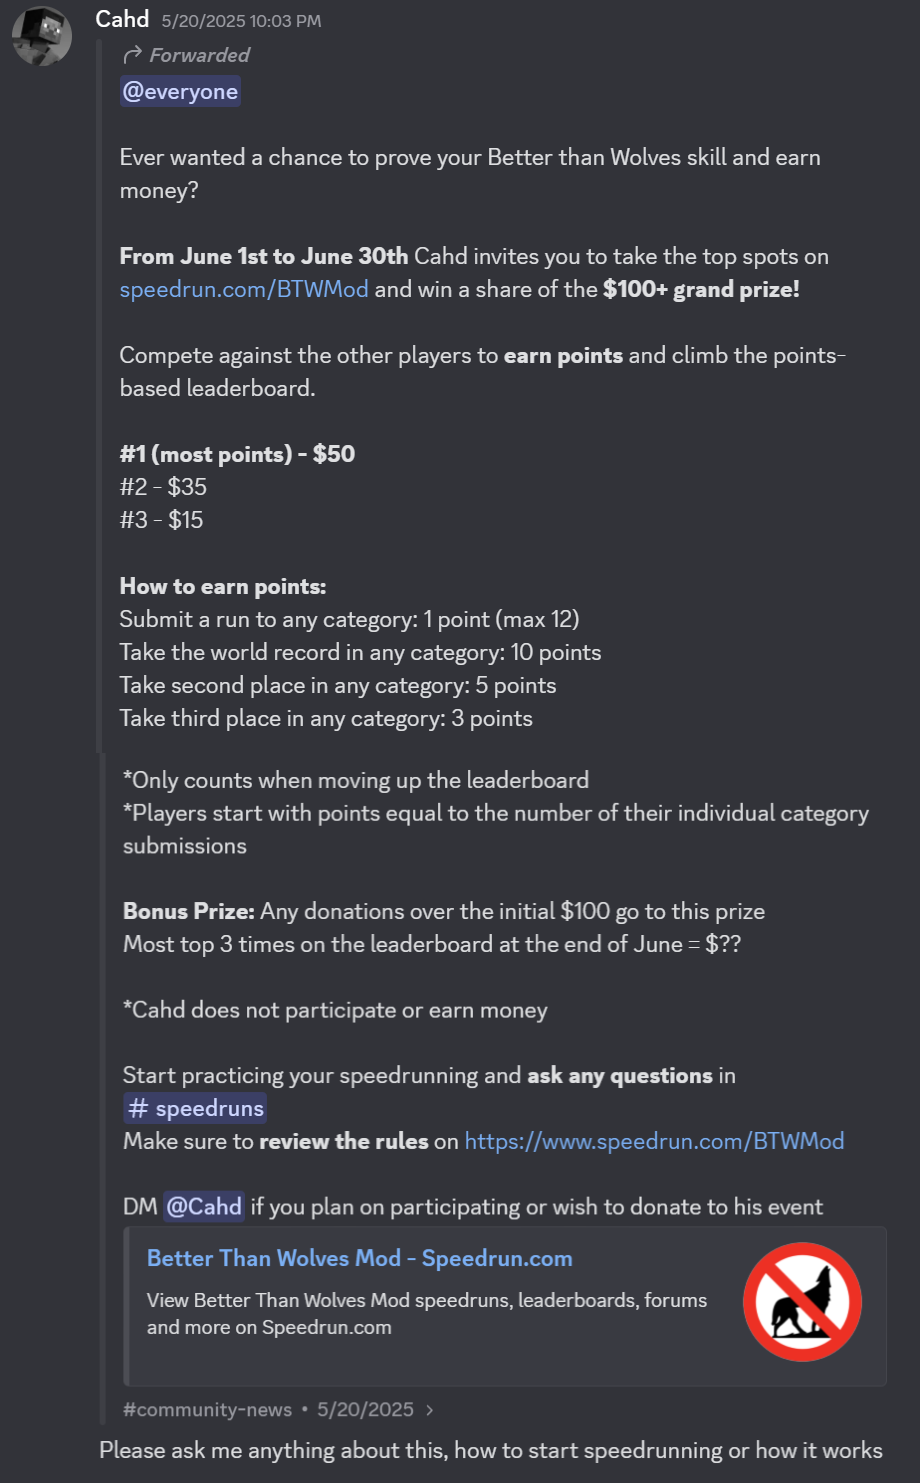 Cahd 5/20/2025 10:03 PM
Forwarded
@everyone
Ever wanted a chance to prove your Better than Wolves skill and earn
money?
From June 1st to June 30th Cahd invites you to take the top spots on
speedrun.com/BTWMod and win a share of the $100+ grand prize!
Compete against the other players to earn points and climb the points-
based leaderboard.
#1 (most points) - $50
#2 - $35
#3 - $15
How to earn points:
Submit a run to any category: 1 point (max 12)
Take the world record in any category: 10 points
Take second place in any category: 5 points
Take third place in any category: 3 points
*Only counts when moving up the leaderboard
*Players start with points equal to the number of their individual category
submissions
Bonus Prize: Any donations over the initial $100 go to this prize
Most top 3 times on the leaderboard at the end of June = $??
*Cahd does not participate or earn money
Start practicing your speedrunning and ask any questions in
# speedruns
Make sure to review the rules on https://www.speedrun.com/BTWMod
DM @Cahd if you plan on participating or wish to donate to his event
Better Than Wolves Mod - Speedrun.com
View Better Than Wolves Mod speedruns, leaderboards, forums
and more on Speedrun.com
#community-news • 5/20/2025 >
Please ask me anything about this, how to start speedrunning or how it works